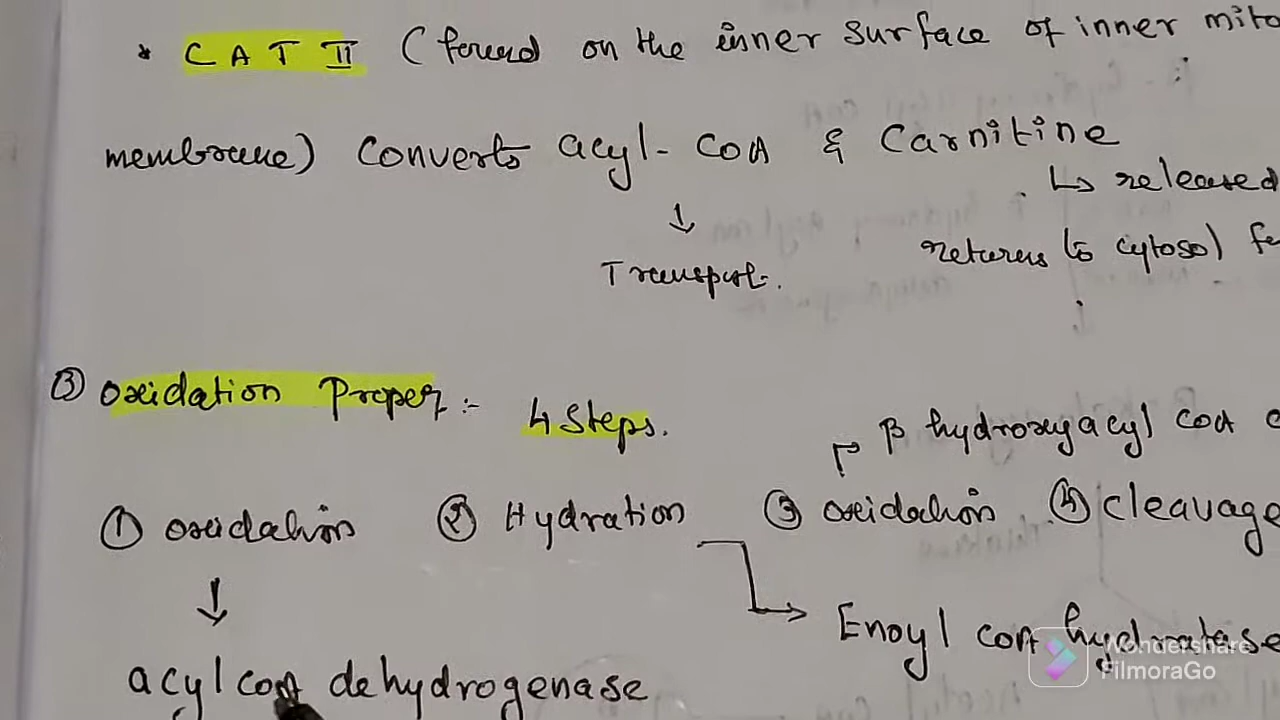 * CAT II (found on the inner surface of inner mito
membrane) converts acyl-CoA & Carnitine
↳ released
↓
returns to cytosol
Transport.
③ Oxidation Proper :- 4 Steps.
β hydroxyacyl CoA
① oxidation ② Hydration ③ oxidation ④ Cleavage
↓
Enoyl CoA hydratase
acyl CoA dehydrogenase
Wondershare
FilmoraGo